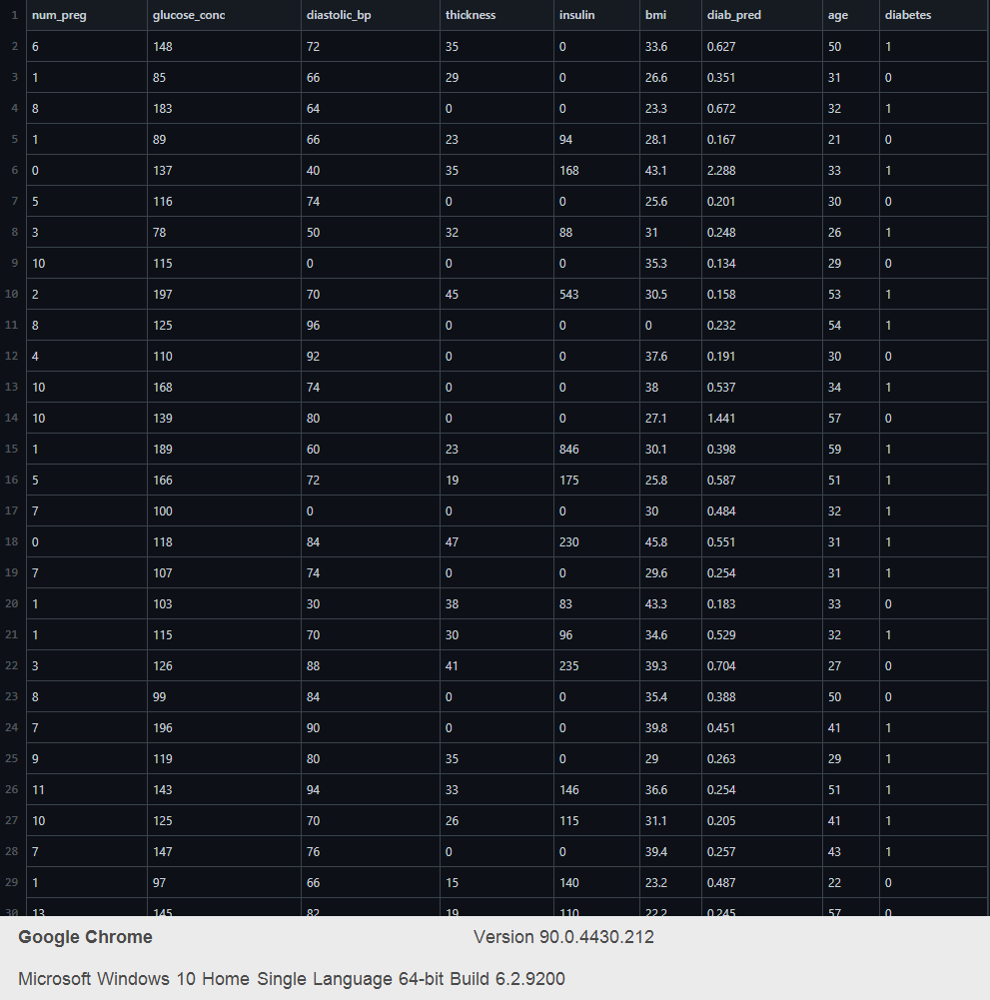 1 num_preg glucose_conc diastolic_bp thickness insulin bmi diab_pred age diabetes
2 6 148 72 35 0 33.6 0.627 50 1
3 1 85 66 29 0 26.6 0.351 31 0
4 8 183 64 0 0 23.3 0.672 32 1
5 1 89 66 23 94 28.1 0.167 21 0
6 0 137 40 35 168 43.1 2.288 33 1
7 5 116 74 0 0 25.6 0.201 30 0
8 3 78 50 32 88 31 0.248 26 1
9 10 115 0 0 0 35.3 0.134 29 0
10 2 197 70 45 543 30.5 0.158 53 1
11 8 125 96 0 0 0 0.232 54 1
12 4 110 92 0 0 37.6 0.191 30 0
13 10 168 74 0 0 38 0.537 34 1
14 10 139 80 0 0 27.1 1.441 57 0
15 1 189 60 23 846 30.1 0.398 59 1
16 5 166 72 19 175 25.8 0.587 51 1
17 7 100 0 0 0 30 0.484 32 1
18 0 118 84 47 230 45.8 0.551 31 1
19 7 107 74 0 0 29.6 0.254 31 1
20 1 103 30 38 83 43.3 0.183 33 0
21 1 115 70 30 96 34.6 0.529 32 1
22 3 126 88 41 235 39.3 0.704 27 0
23 8 99 84 0 0 35.4 0.388 50 0
24 7 196 90 0 0 39.8 0.451 41 1
25 9 119 80 35 0 29 0.263 29 1
26 11 143 94 33 146 36.6 0.254 51 1
27 10 125 70 26 115 31.1 0.205 41 1
28 7 147 76 0 0 39.4 0.257 43 1
29 1 97 66 15 140 23.2 0.487 22 0
30 13 145 82 19 110 22.2 0.245 57 0
Google Chrome Version 90.0.4430.212
Microsoft Windows 10 Home Single Language 64-bit Build 6.2.9200